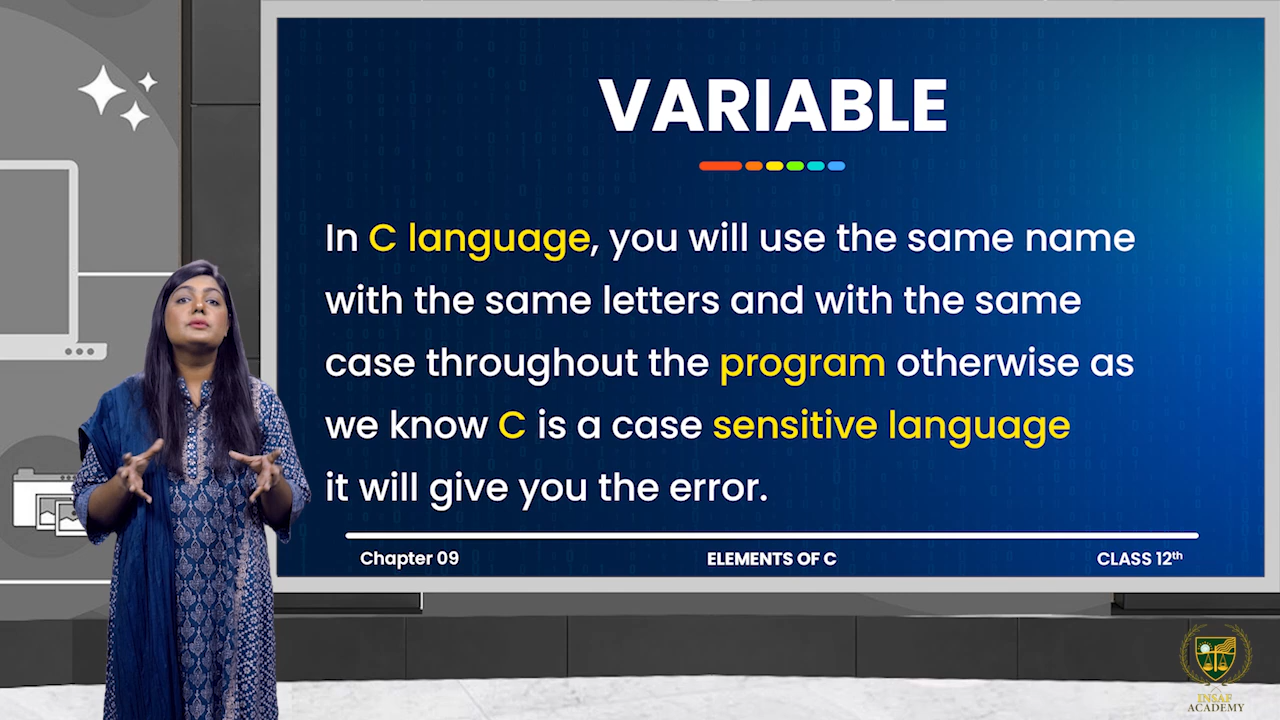 VARIABLE
In C language, you will use the same name
with the same letters and with the same
case throughout the program otherwise as
we know C is a case sensitive language
it will give you the error.
Chapter 09 ELEMENTS OF C CLASS 12th
INSAF
ACADEMY